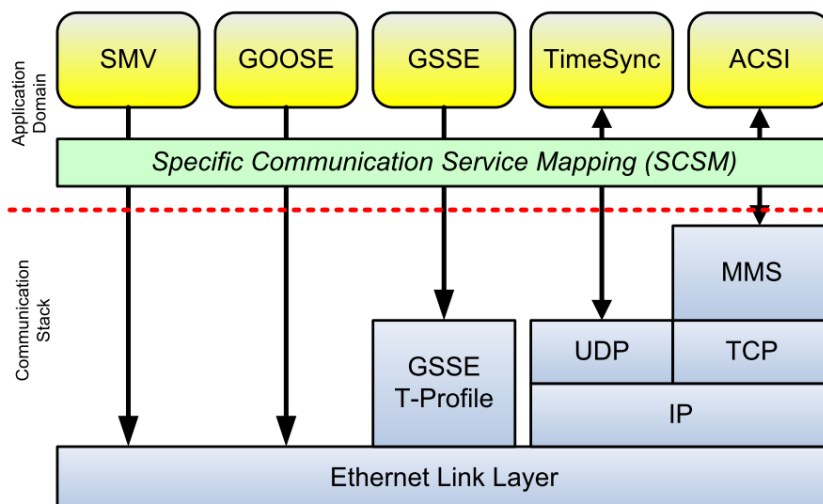 SMV
GOOSE
GSSE
TimeSync
ACSI
Application
Domain
Specific Communication Service Mapping (SCSM)
Communication
Stack
MMS
GSSE
T-Profile
UDP
TCP
IP
Ethernet Link Layer